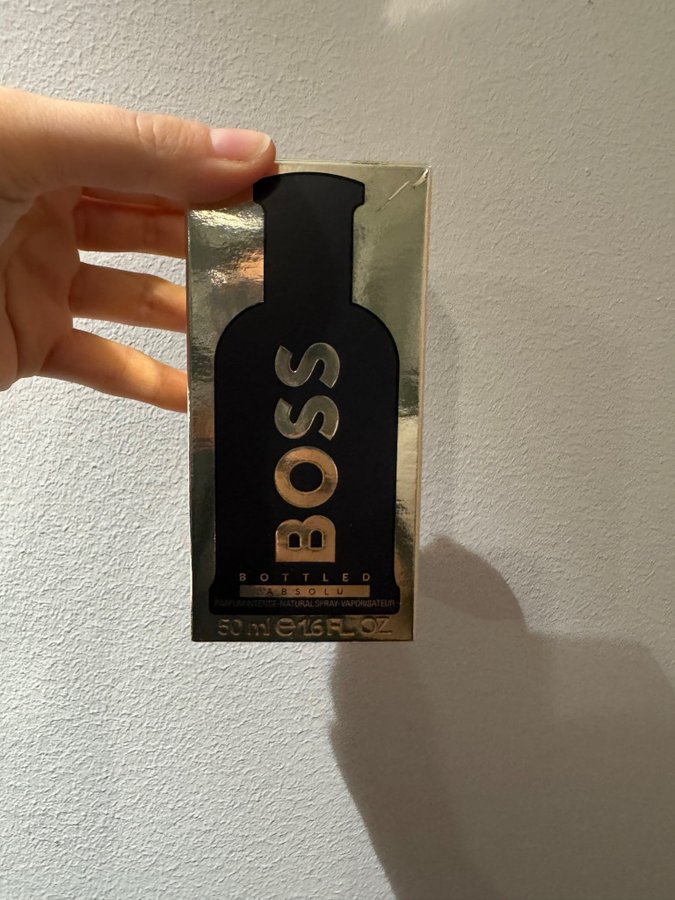 BOSS
BOTTLED
ABSOLU
PARFUM INTENSE-NATURAL SPRAY-VAPORISATEUR
50 ml ℮ 1.6 FL. OZ